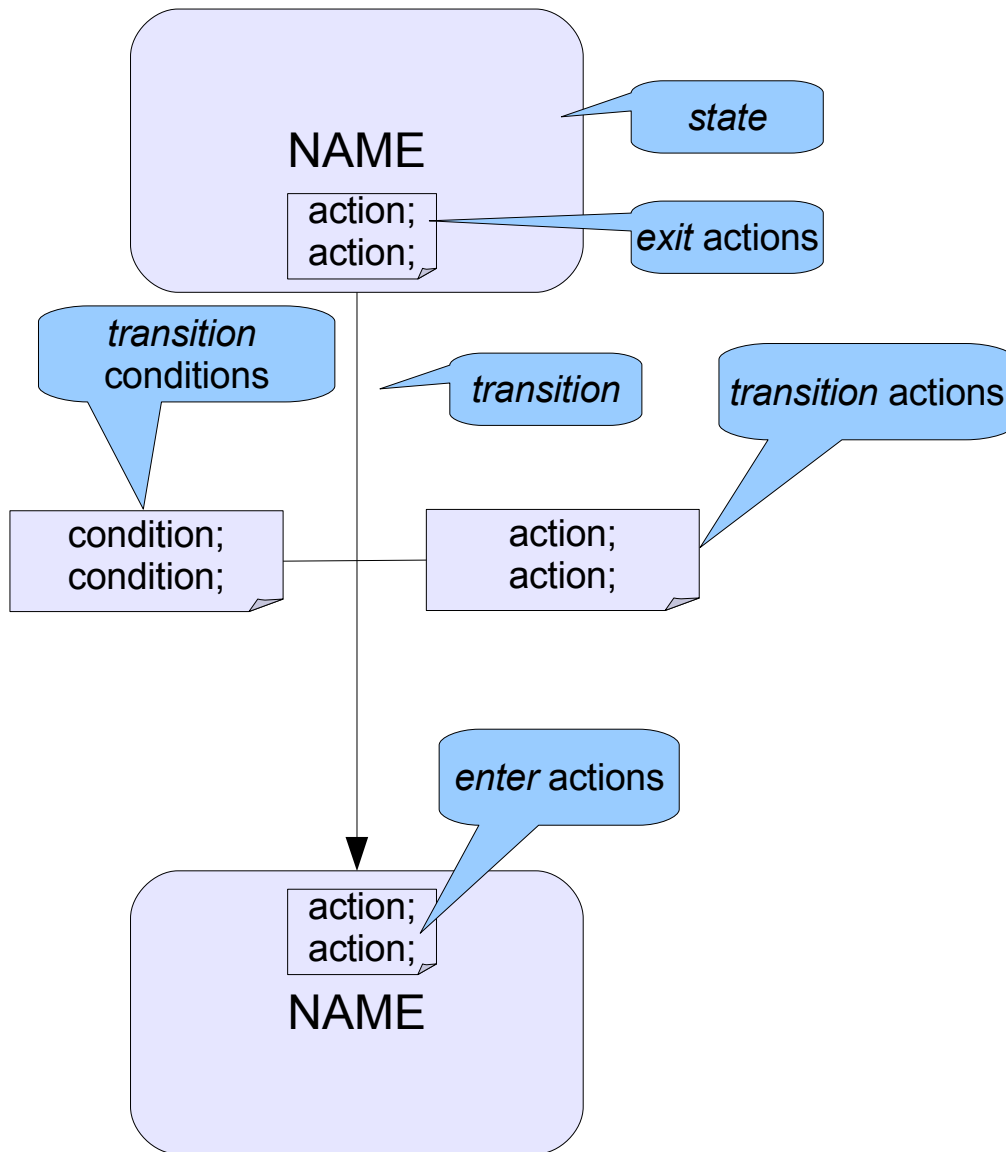 NAME
state
action;
action;
exit actions
transition
conditions
transition
transition actions
condition;
condition;
action;
action;
enter actions
action;
action;
NAME